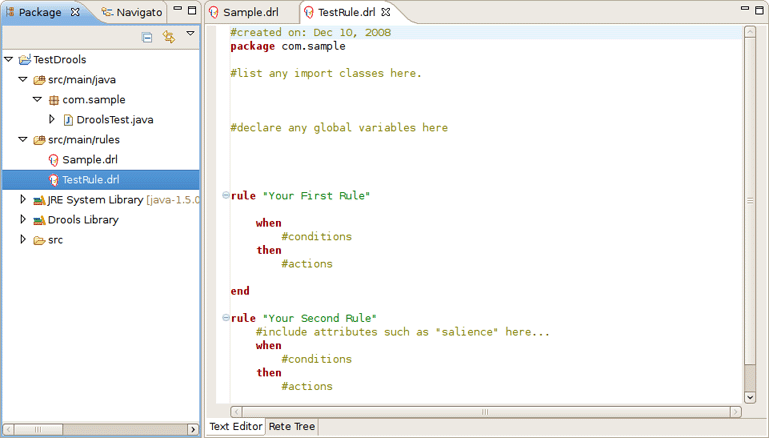 Package
Navigato
TestDrools
src/main/java
com.sample
DroolsTest.java
src/main/rules
Sample.drl
TestRule.drl
JRE System Library [java-1.5.0
Drools Library
src
Sample.drl
TestRule.drl
#created on: Dec 10, 2008
package com.sample
#list any import classes here.
#declare any global variables here
rule "Your First Rule"
when
#conditions
then
#actions
end
rule "Your Second Rule"
#include attributes such as "salience" here...
when
#conditions
then
#actions
Text Editor
Rete Tree